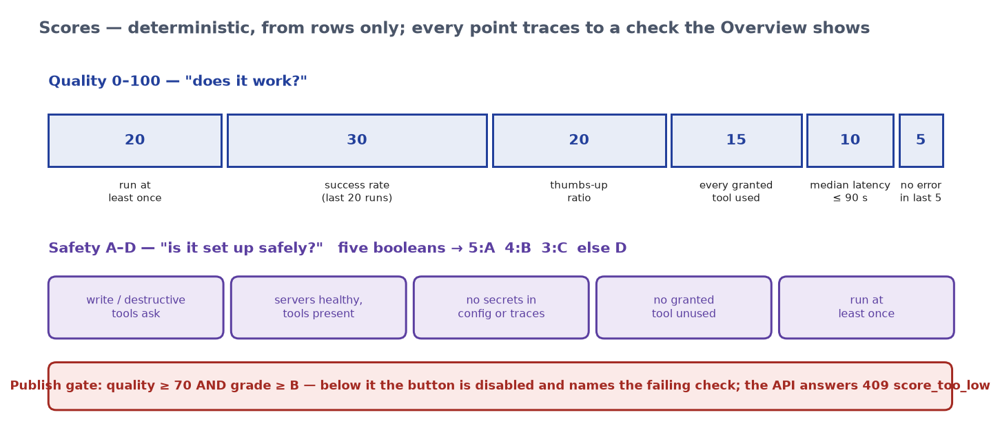 Scores — deterministic, from rows only; every point traces to a check the Overview shows
Quality 0–100 — "does it work?"
20
30
20
15
10
5
run at
least once
success rate
(last 20 runs)
thumbs-up
ratio
every granted
tool used
median latency
≤ 90 s
no error
in last 5
Safety A–D — "is it set up safely?"   five booleans → 5:A  4:B  3:C  else D
write / destructive
tools ask
servers healthy,
tools present
no secrets in
config or traces
no granted
tool unused
run at
least once
Publish gate: quality ≥ 70 AND grade ≥ B — below it the button is disabled and names the failing check; the API answers 409 score_too_low